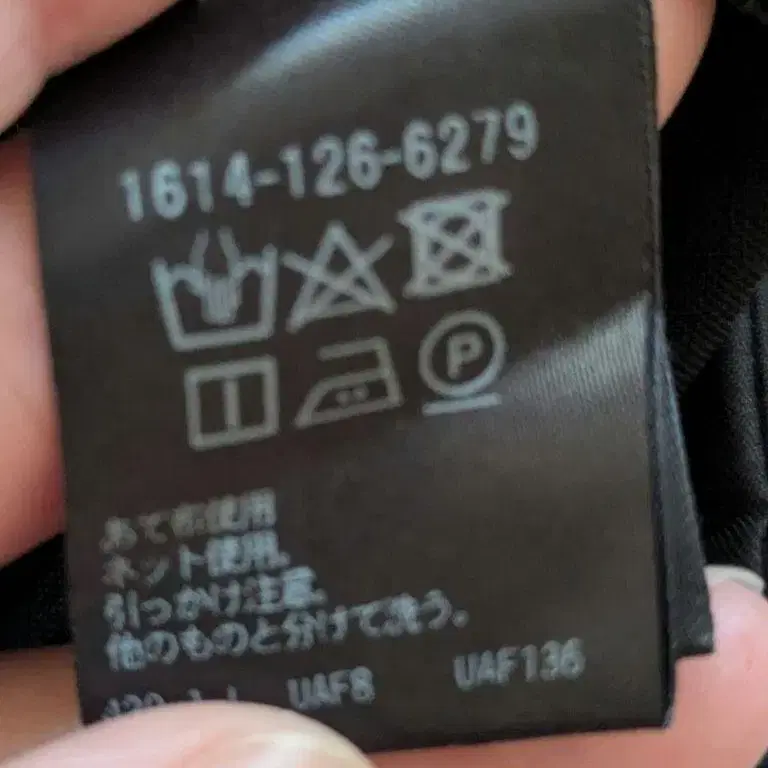 1614-126-6279
P
あて布使用
ネット使用。
引っかけ注意。
他のものと分けて洗う。
UAF8 UAF136